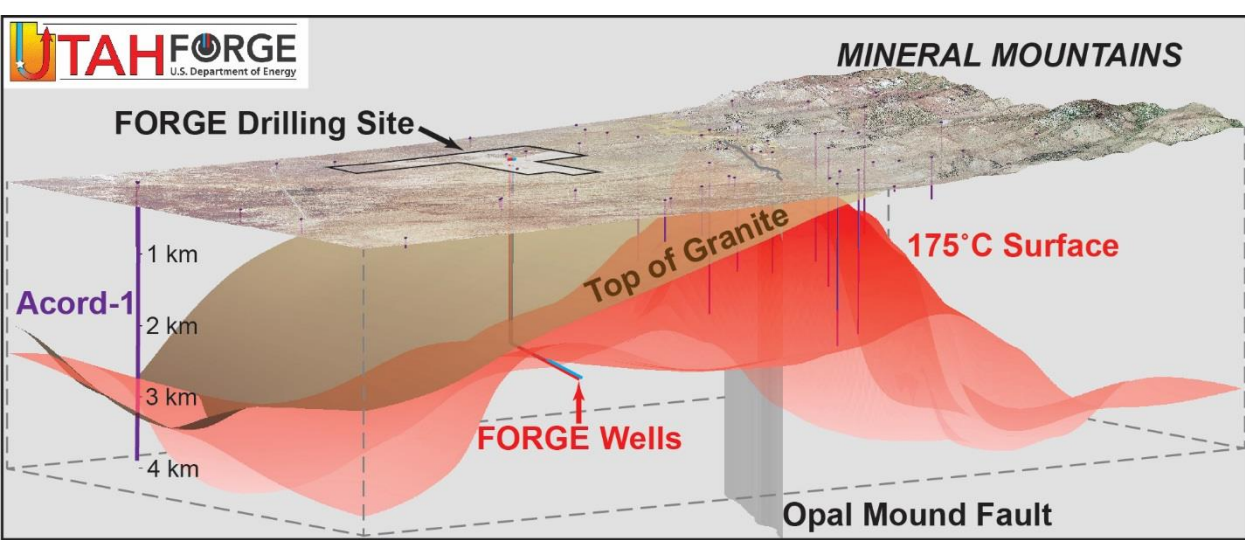 UTAH FORGE
U.S. Department of Energy
MINERAL MOUNTAINS
FORGE Drilling Site
1 km
Top of Granite
175°C Surface
Acord-1
2 km
3 km
FORGE Wells
4 km
Opal Mound Fault